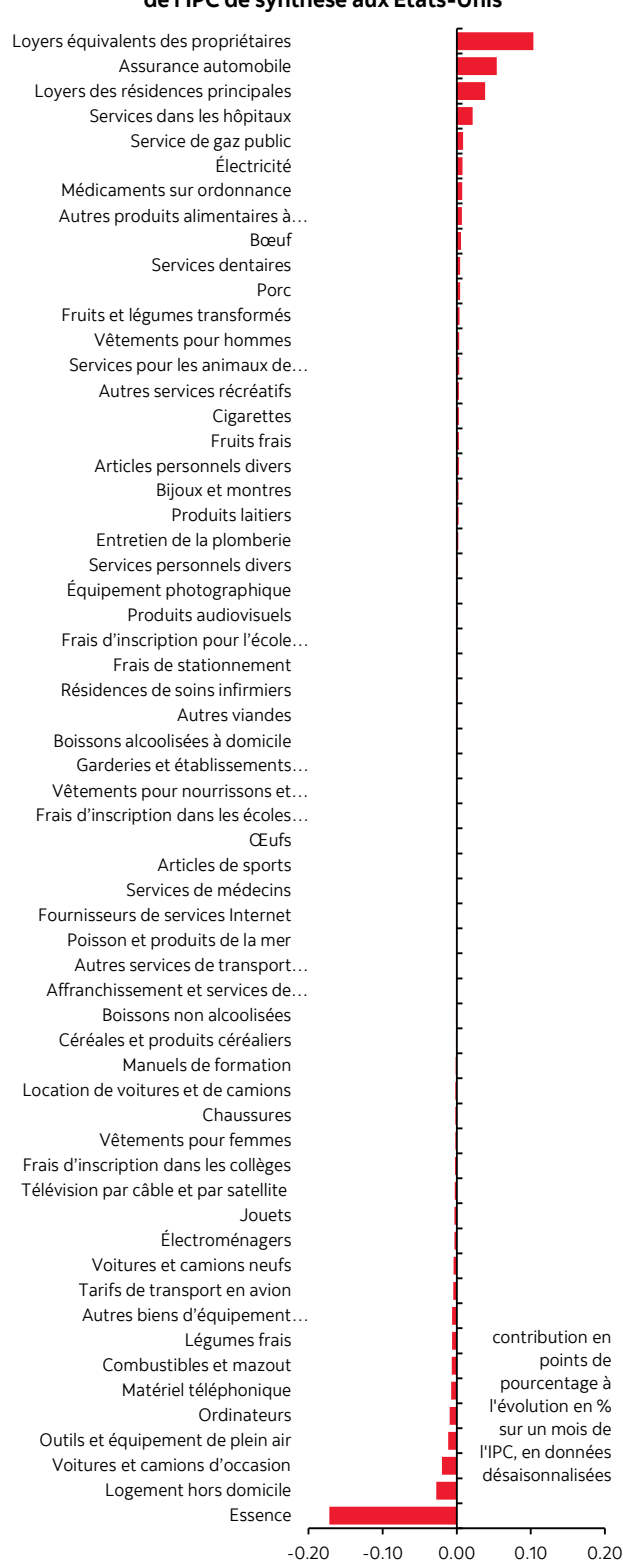 de l'IPC de synthèse aux États-Unis
Loyers équivalents des propriétaires
Assurance automobile
Loyers des résidences principales
Services dans les hôpitaux
Service de gaz public
Électricité
Médicaments sur ordonnance
Autres produits alimentaires à…
Bœuf
Services dentaires
Porc
Fruits et légumes transformés
Vêtements pour hommes
Services pour les animaux de…
Autres services récréatifs
Cigarettes
Fruits frais
Articles personnels divers
Bijoux et montres
Produits laitiers
Entretien de la plomberie
Services personnels divers
Équipement photographique
Produits audiovisuels
Frais d’inscription pour l’école…
Frais de stationnement
Résidences de soins infirmiers
Autres viandes
Boissons alcoolisées à domicile
Garderies et établissements…
Vêtements pour nourrissons et…
Frais d’inscription dans les écoles…
Œufs
Articles de sports
Services de médecins
Fournisseurs de services Internet
Poisson et produits de la mer
Autres services de transport…
Affranchissement et services de…
Boissons non alcoolisées
Céréales et produits céréaliers
Manuels de formation
Location de voitures et de camions
Chaussures
Vêtements pour femmes
Frais d’inscription dans les collèges
Télévision par câble et par satellite
Jouets
Électroménagers
Voitures et camions neufs
Tarifs de transport en avion
Autres biens d’équipement…
Légumes frais
Combustibles et mazout
Matériel téléphonique
Ordinateurs
Outils et équipement de plein air
Voitures et camions d’occasion
Logement hors domicile
Essence
contribution en
points de
pourcentage à
l'évolution en %
sur un mois de
l'IPC, en données
désaisonnalisées
-0.20 -0.10 0.00 0.10 0.20